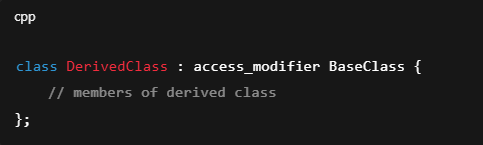 cpp
class DerivedClass : access_modifier BaseClass {
// members of derived class
};